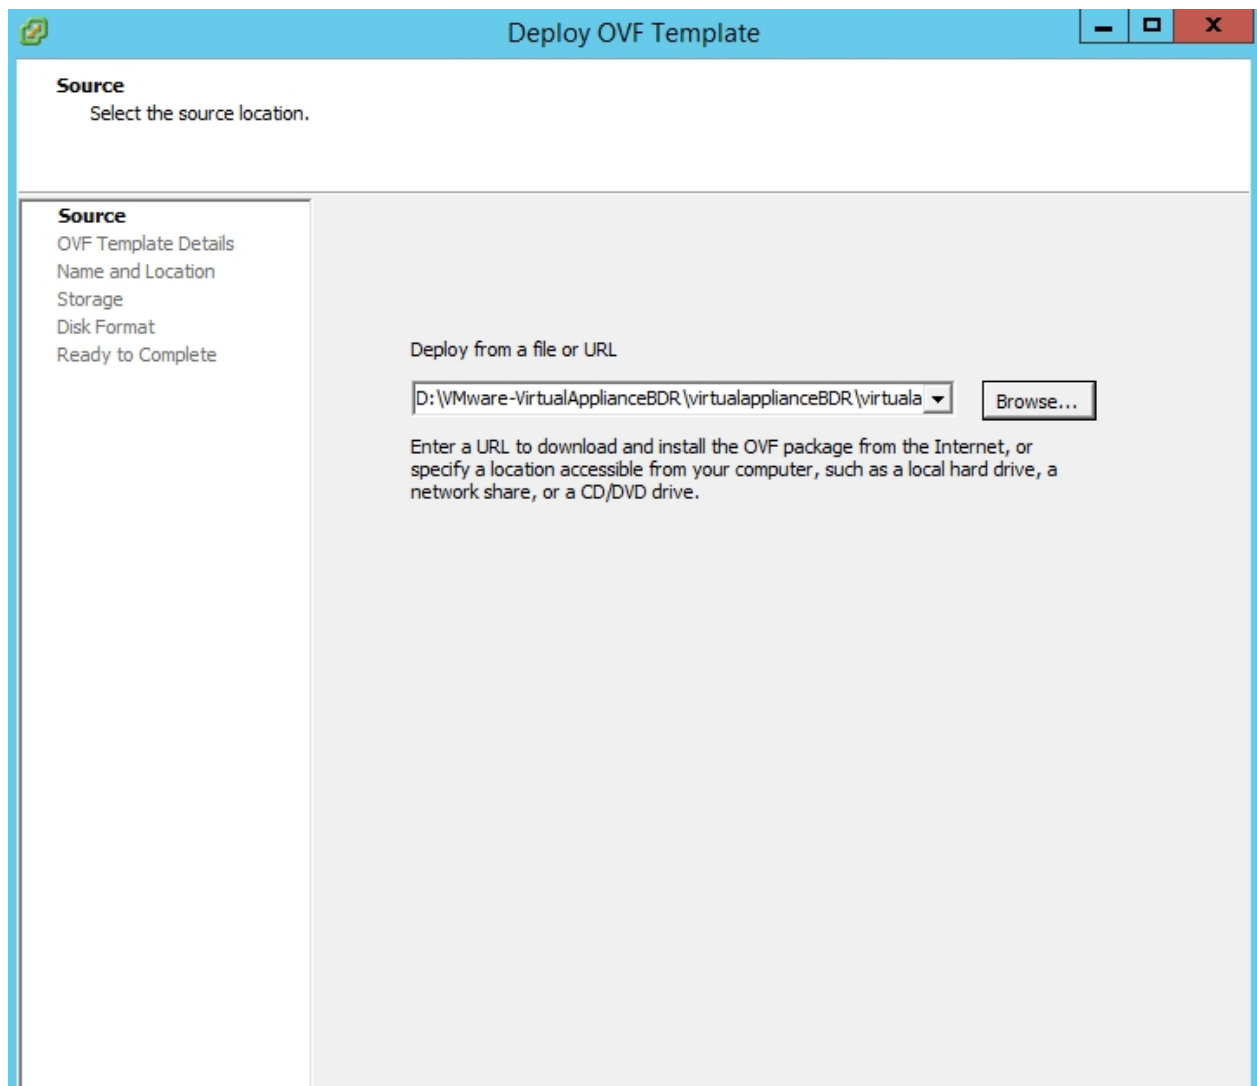 Deploy OVF Template
X
Source
Select the source location.
Source
OVF Template Details
Name and Location
Storage
Disk Format
Ready to Complete
Deploy from a file or URL
D:\VMware-VirtualApplianceBDR\virtualapplianceBDR\virtuala
Browse...
Enter a URL to download and install the OVF package from the Internet, or
specify a location accessible from your computer, such as a local hard drive, a
network share, or a CD/DVD drive.